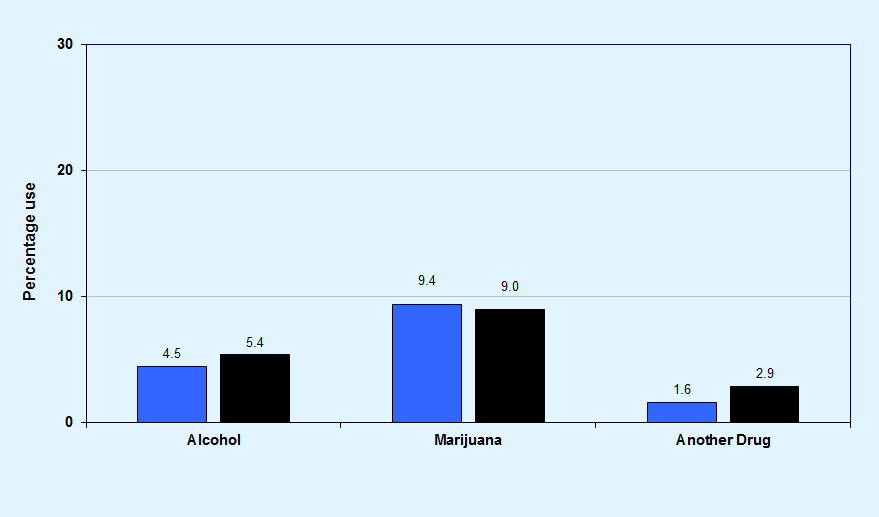 30
20
10
0
Percentage use
4.5
5.4
9.4
9.0
1.6
2.9
Alcohol
Marijuana
Another Drug